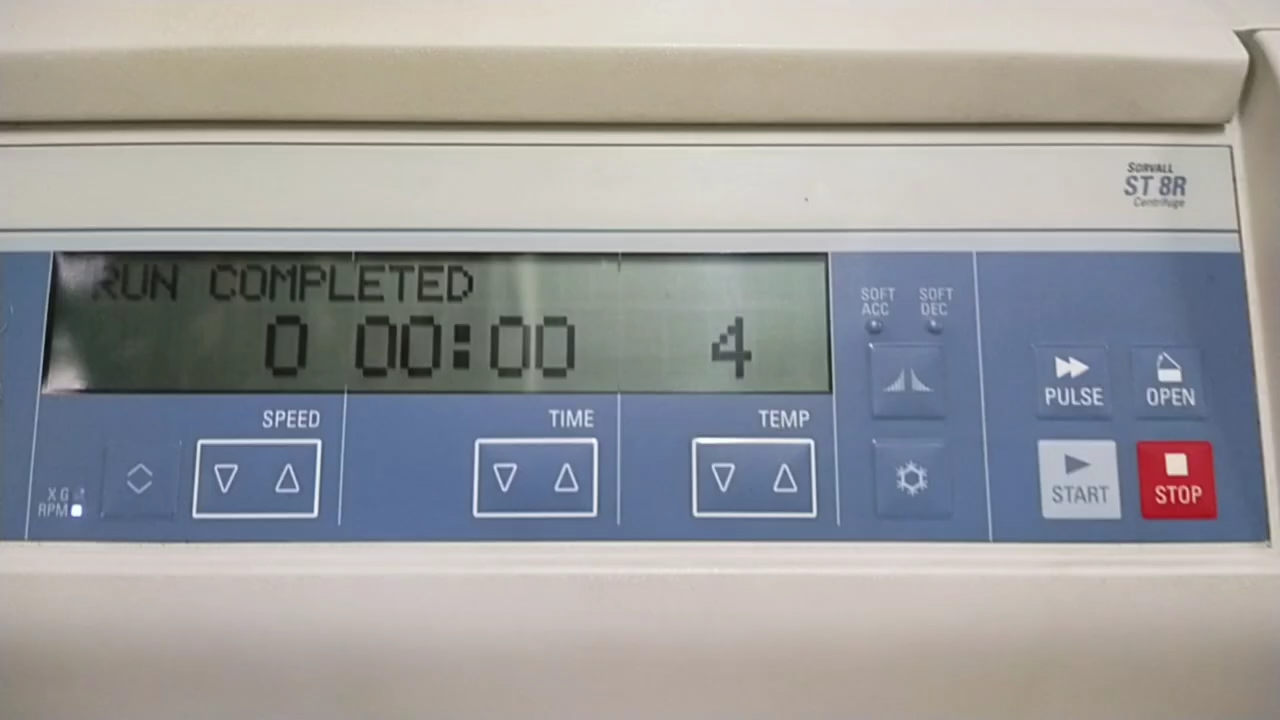 SORVALL
ST 8R
Centrifuge
RUN COMPLETED
0 00:00 4
SPEED
TIME
TEMP
X G
RPM
SOFT ACC
SOFT DEC
PULSE
OPEN
START
STOP